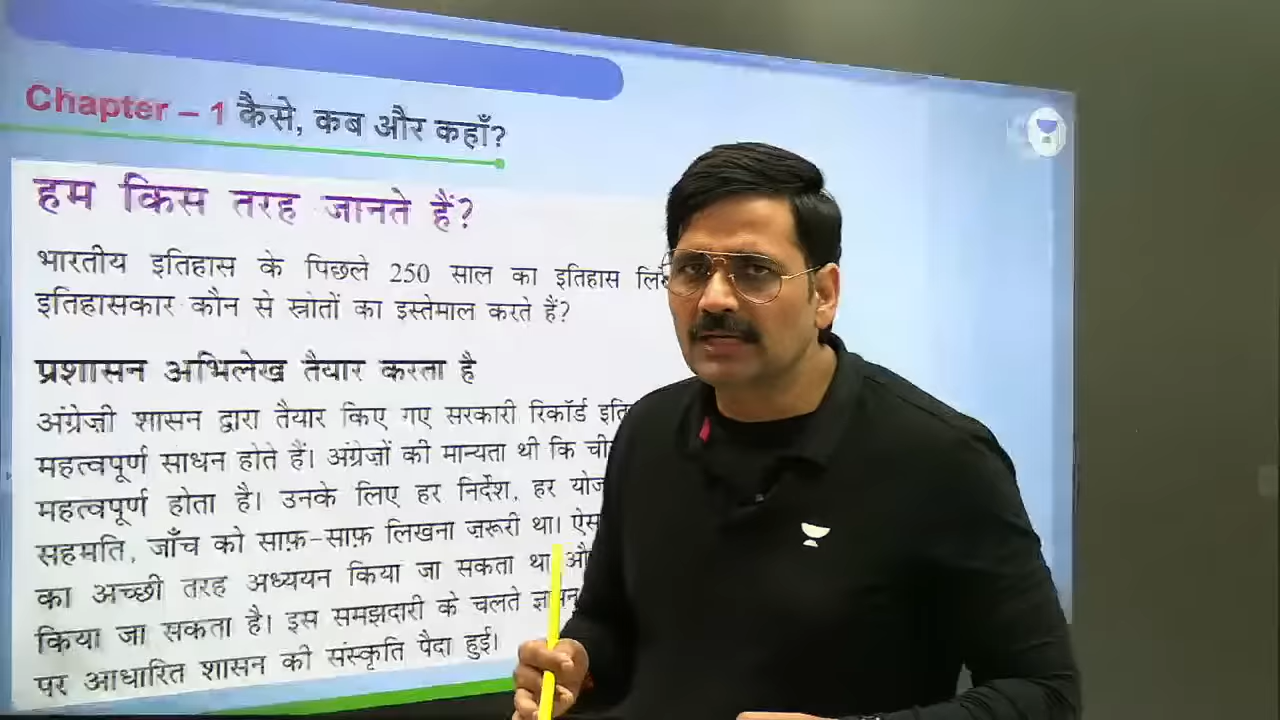 Chapter – 1 कैसे, कब और कहाँ?
हम किस तरह जानते हैं?
भारतीय इतिहास के पिछले 250 साल का इतिहास
इतिहासकार कौन से स्रोतों का इस्तेमाल करते हैं?
प्रशासन अभिलेख तैयार करता है
अंग्रेज़ी शासन द्वारा तैयार किए गए सरकारी रिकॉर्ड
महत्वपूर्ण साधन होते हैं। अंग्रेज़ों की मान्यता थी कि
महत्वपूर्ण होता है। उनके लिए हर निर्देश, हर
सहमति, जाँच को साफ़-साफ़ लिखना ज़रूरी था।
का अच्छी तरह अध्ययन किया जा सकता था
किया जा सकता है। इस समझदारी के चलते
पर आधारित शासन की संस्कृति पैदा हुई।